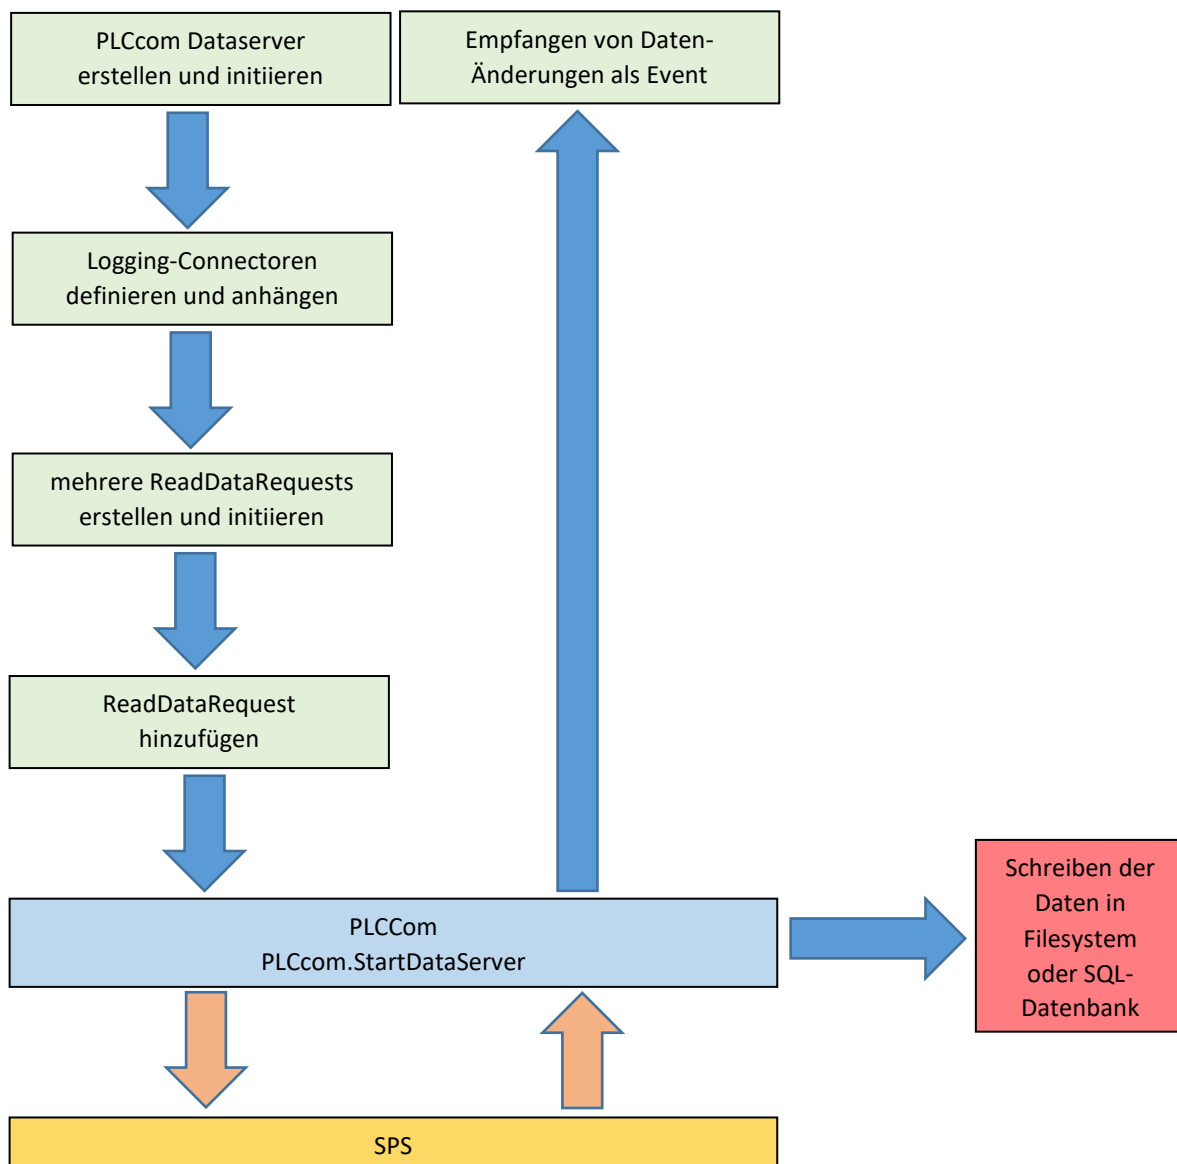 PLCcom Dataserver
erstellen und initiieren
Empfangen von Daten-
Änderungen als Event
Logging-Connectoren
definieren und anhängen
mehrere ReadDataRequests
erstellen und initiieren
ReadDataRequest
hinzufügen
PLCCom
PLCcom.StartDataServer
Schreiben der
Daten in
Filesystem
oder SQL-
Datenbank
SPS